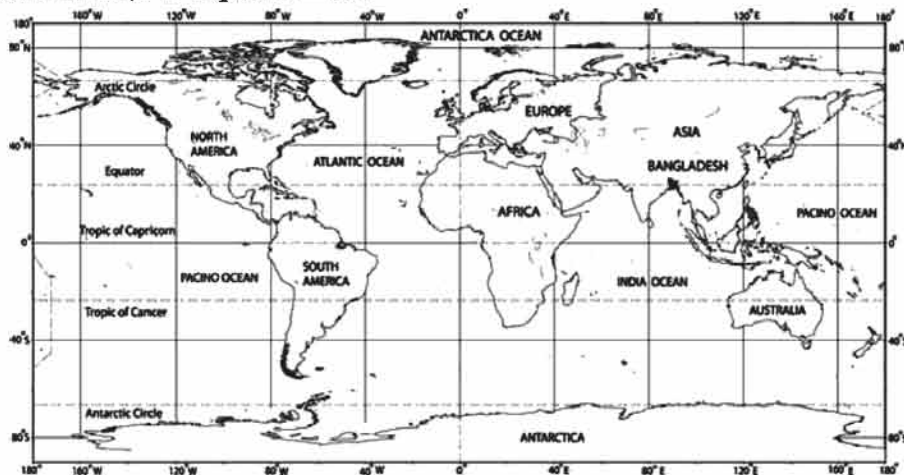 180° 160°W 120°W 80°W 40°W 0° 40°E 80°E 120°E 160°E 180°
ANTARCTICA OCEAN
80°N 80°N
Arctic Circle
EUROPE
NORTH
AMERICA
ASIA
40°N 40°N
ATLANTIC OCEAN
BANGLADESH
Equator
AFRICA
PACINO OCEAN
Tropic of Capricorn
0° 0°
SOUTH
AMERICA
PACINO OCEAN
INDIA OCEAN
Tropic of Cancer
AUSTRALIA
40°S 40°S
Antarctic Circle
80°S 80°S
ANTARCTICA
180° 160°W 120°W 80°W 40°W 0 40°E 80°E 120°E 160°E 180°